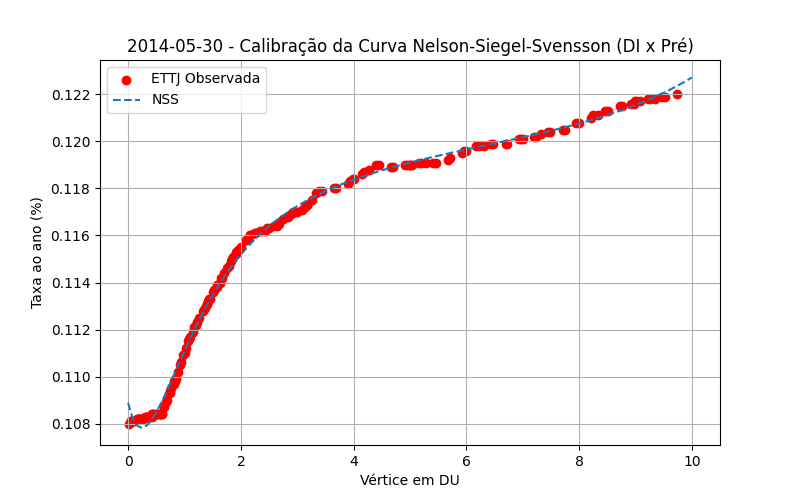 2014-05-30 - Calibração da Curva Nelson-Siegel-Svensson (DI x Pré)
ETTJ Observada
NSS
0.122
0.120
0.118
0.116
0.114
0.112
0.110
0.108
Taxa ao ano (%)
0 2 4 6 8 10
Vértice em DU